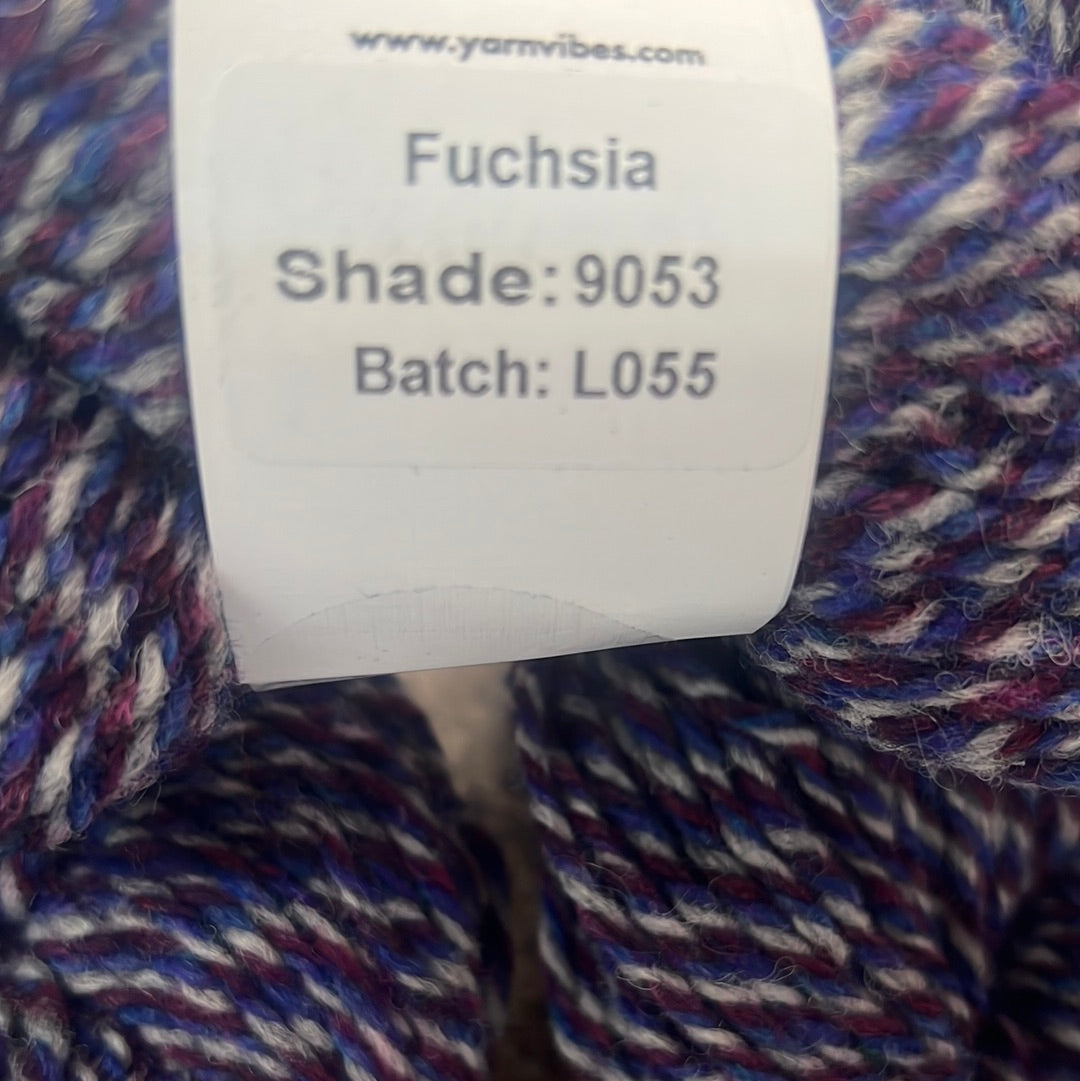 www.yarnvibes.com
Fuchsia
Shade: 9053
Batch: L055